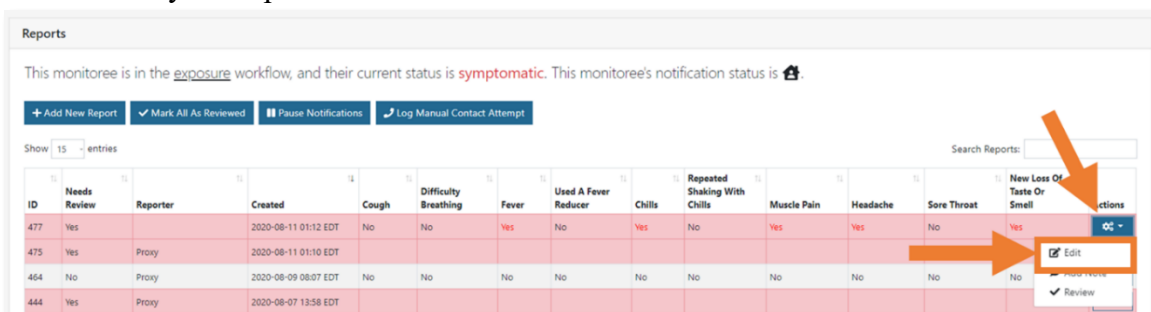 Reports
This monitoree is in the exposure workflow, and their current status is symptomatic. This monitoree's notification status is
Add New Report Mark All As Reviewed Pause Notifications Log Manual Contact Attempt
Show 15 entries Search Reports:
ID Needs Review Reporter Created Cough Difficulty Breathing Fever Used A Fever Reducer Chills Repeated Shaking With Chills Muscle Pain Headache Sore Throat New Loss Of Taste Or Smell
477 Yes 2020-08-11 01:12 EDT No No Yes No Yes No Yes Yes No Yes
475 Yes Proxy 2020-08-11 01:10 EDT
Edit
464 No Proxy 2020-08-09 08:07 EDT No No No No No No No No No No
Add Note
Review
444 Yes Proxy 2020-08-07 13:58 EDT